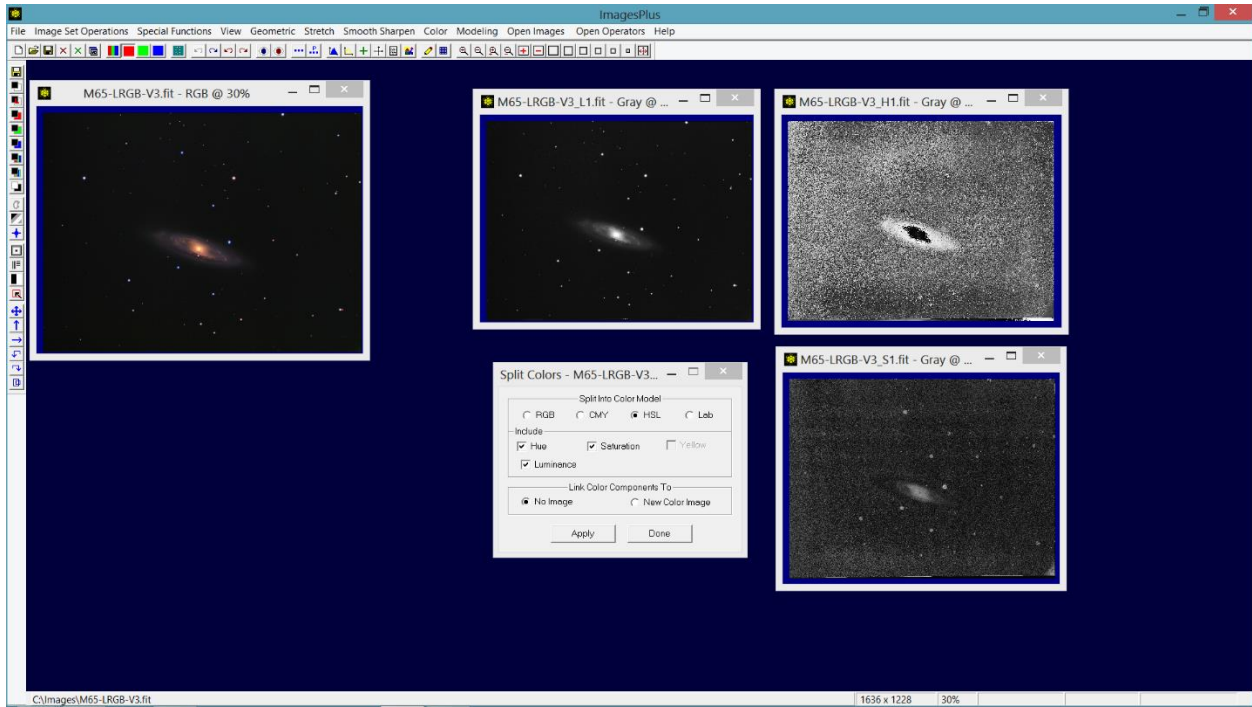 ImagesPlus
File Image Set Operations Special Functions View Geometric Stretch Smooth Sharpen Color Modeling Open Images Open Operators Help
M65-LRGB-V3.fit - RGB @ 30%
M65-LRGB-V3_L1.fit - Gray @ ...
M65-LRGB-V3_H1.fit - Gray @ ...
M65-LRGB-V3_S1.fit - Gray @ ...
Split Colors - M65-LRGB-V3...
Split Into Color Model
RGB CMY HSL Lab
Include
Hue Saturation Yellow
Luminance
Link Color Components To
No Image New Color Image
Apply Done
C:\Images\M65-LRGB-V3.fit 1636 x 1228 30%